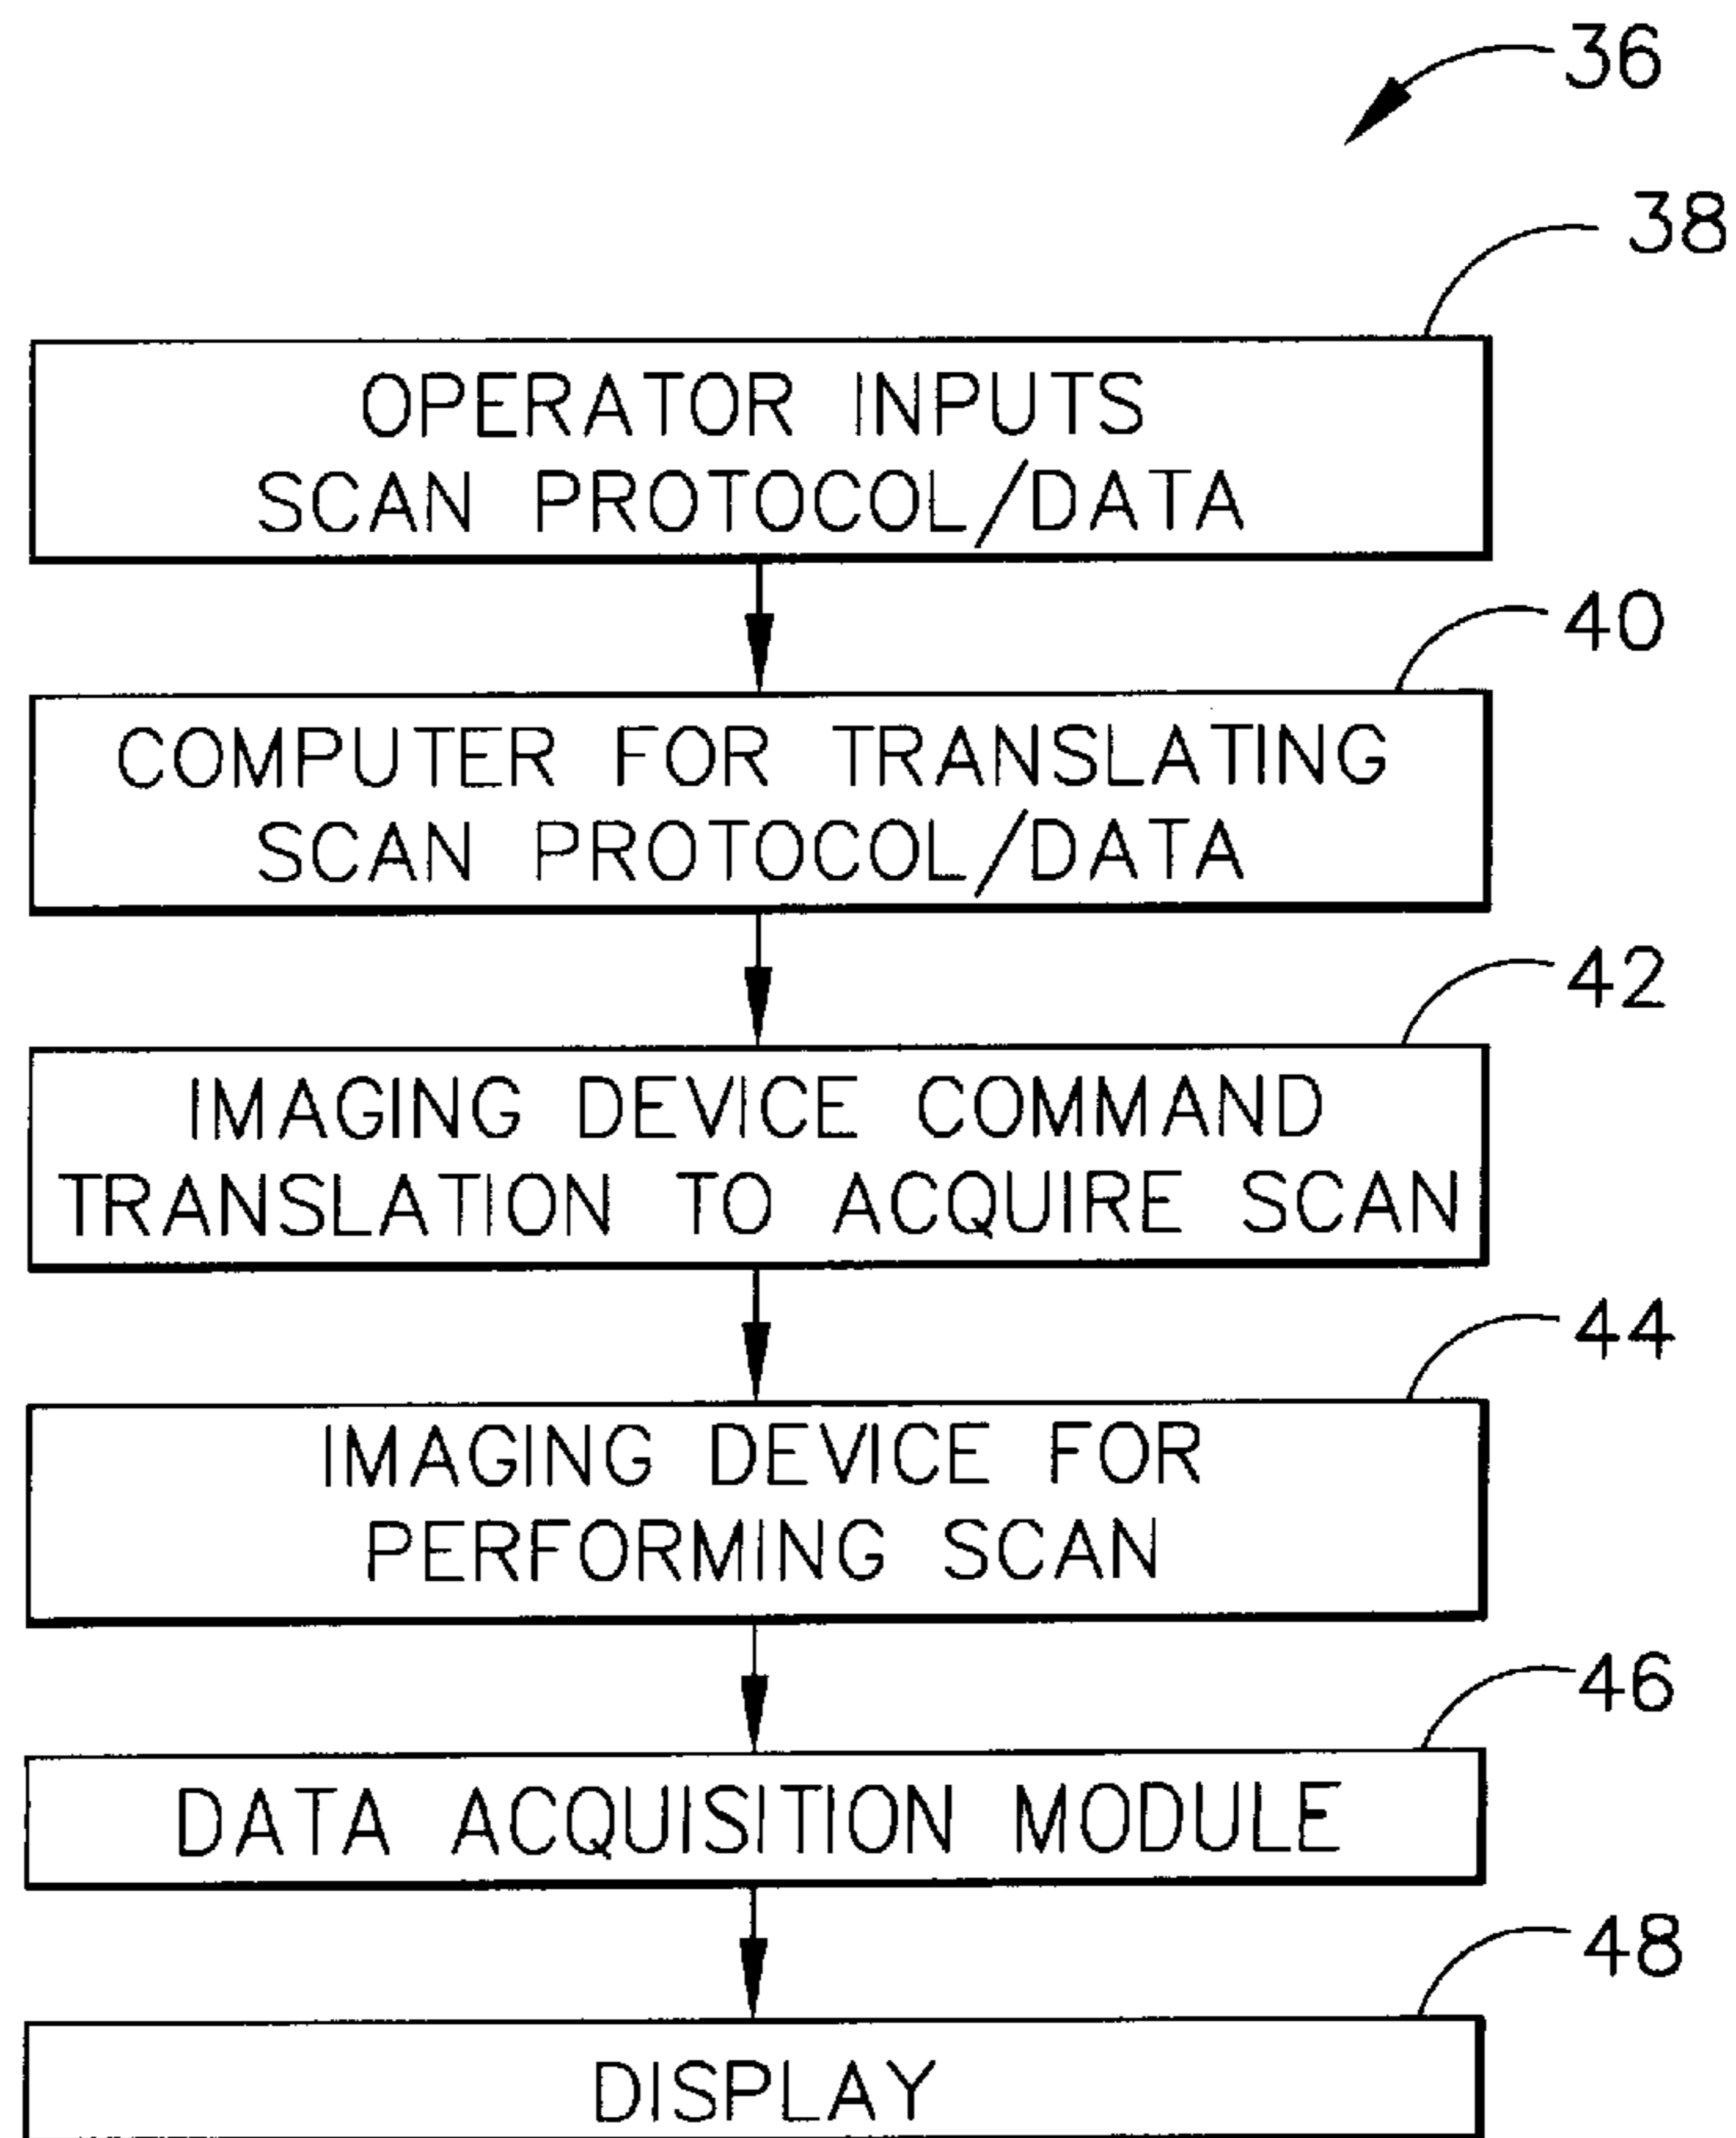 36
38
OPERATOR INPUTS
SCAN PROTOCOL/DATA
40
COMPUTER FOR TRANSLATING
SCAN PROTOCOL/DATA
42
IMAGING DEVICE COMMAND
TRANSLATION TO ACQUIRE SCAN
44
IMAGING DEVICE FOR
PERFORMING SCAN
46
DATA ACQUISITION MODULE
48
DISPLAY